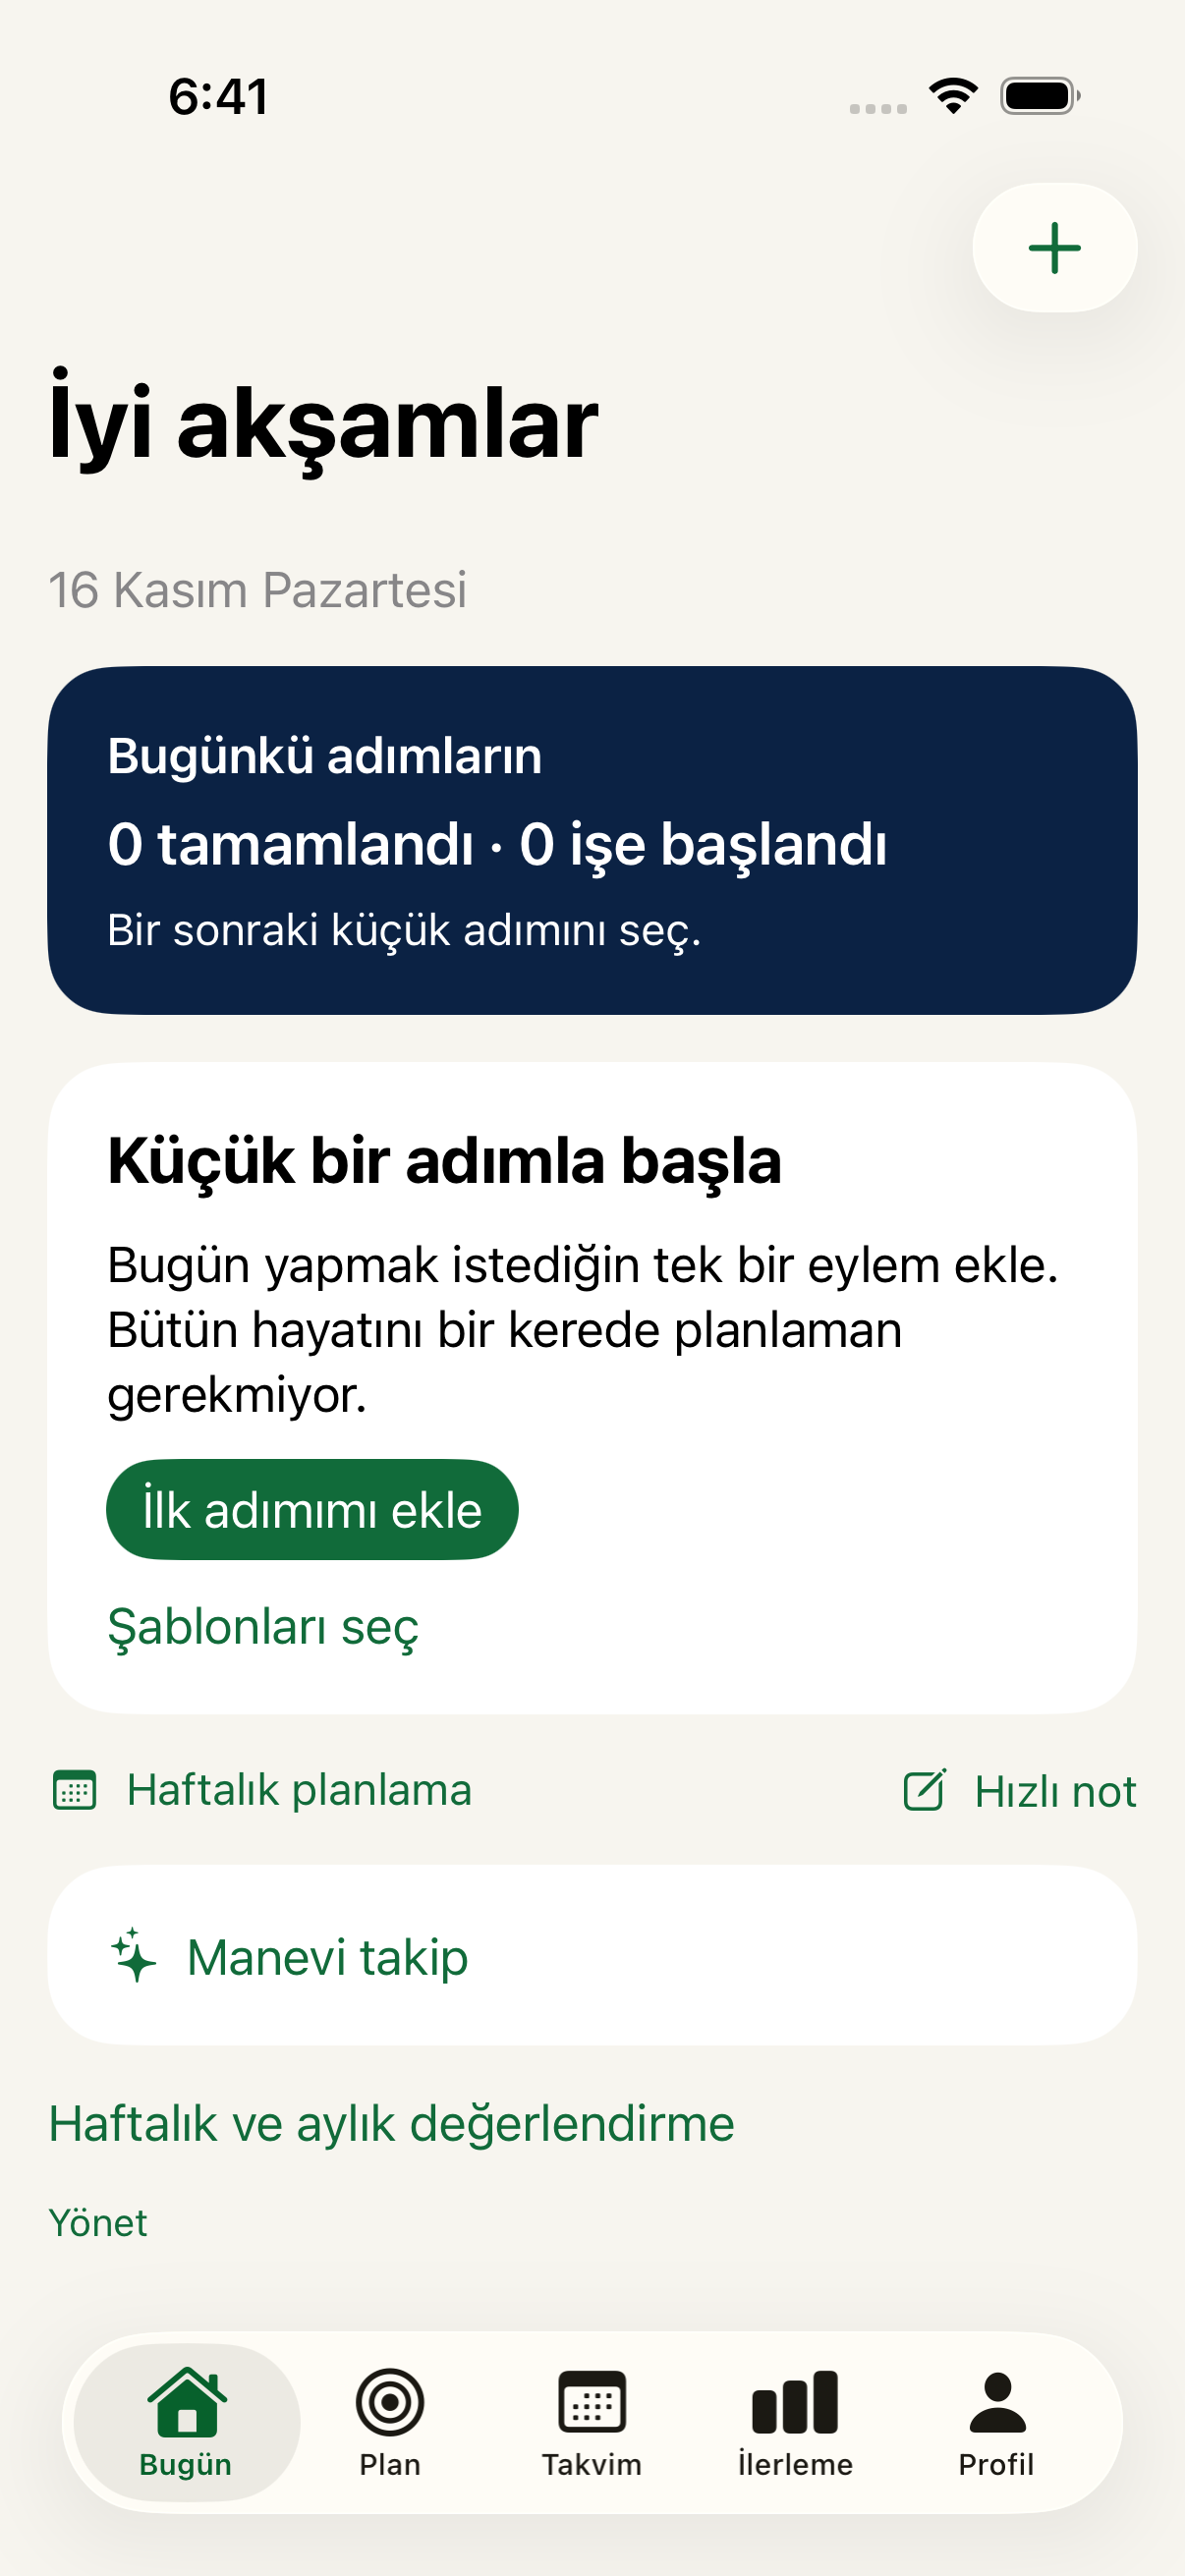 6:41
İyi akşamlar
16 Kasım Pazartesi
Bugünkü adımların
0 tamamlandı · 0 işe başlandı
Bir sonraki küçük adımını seç.
Küçük bir adımla başla
Bugün yapmak istediğin tek bir eylem ekle.
Bütün hayatını bir kerede planlaman
gerekmiyor.
İlk adımımı ekle
Şablonları seç
Haftalık planlama
Hızlı not
Manevi takip
Haftalık ve aylık değerlendirme
Yönet
Bugün
Plan
Takvim
İlerleme
Profil